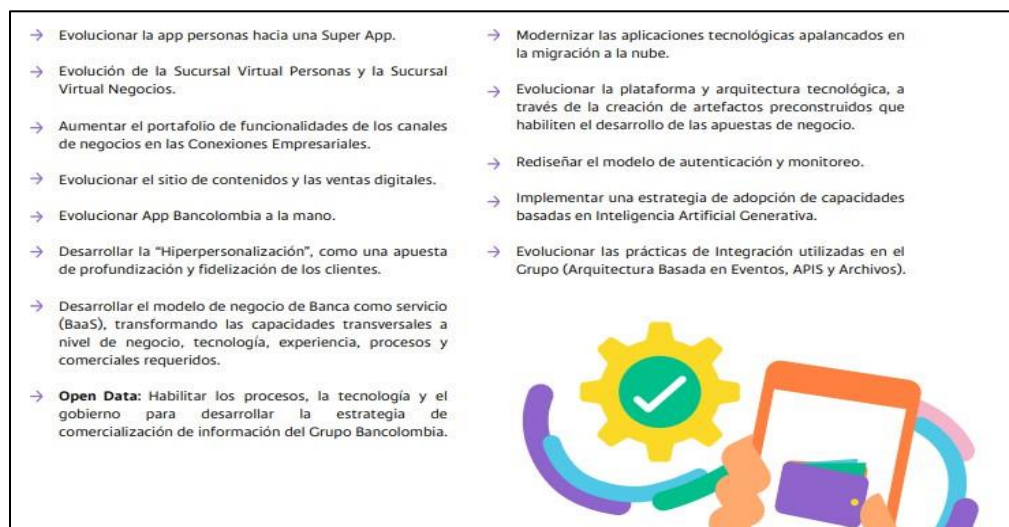 → Evolucionar la app personas hacia una Super App.
→ Evolución de la Sucursal Virtual Personas y la Sucursal
Virtual Negocios.
→ Aumentar el portafolio de funcionalidades de los canales
de negocios en las Conexiones Empresariales.
→ Evolucionar el sitio de contenidos y las ventas digitales.
→ Evolucionar App Bancolombia a la mano.
→ Desarrollar la “Hiperpersonalización”, como una apuesta
de profundización y fidelización de los clientes.
→ Desarrollar el modelo de negocio de Banca como servicio
(BaaS), transformando las capacidades transversales a
nivel de negocio, tecnología, experiencia, procesos y
comerciales requeridos.
→ Open Data: Habilitar los procesos, la tecnología y el
gobierno para desarrollar la estrategia de
comercialización de información del Grupo Bancolombia.
→ Modernizar las aplicaciones tecnológicas apalancados en
la migración a la nube.
→ Evolucionar la plataforma y arquitectura tecnológica, a
través de la creación de artefactos preconstruidos que
habiliten el desarrollo de las apuestas de negocio.
→ Rediseñar el modelo de autenticación y monitoreo.
→ Implementar una estrategia de adopción de capacidades
basadas en Inteligencia Artificial Generativa.
→ Evolucionar las prácticas de Integración utilizadas en el
Grupo (Arquitectura Basada en Eventos, APIS y Archivos).